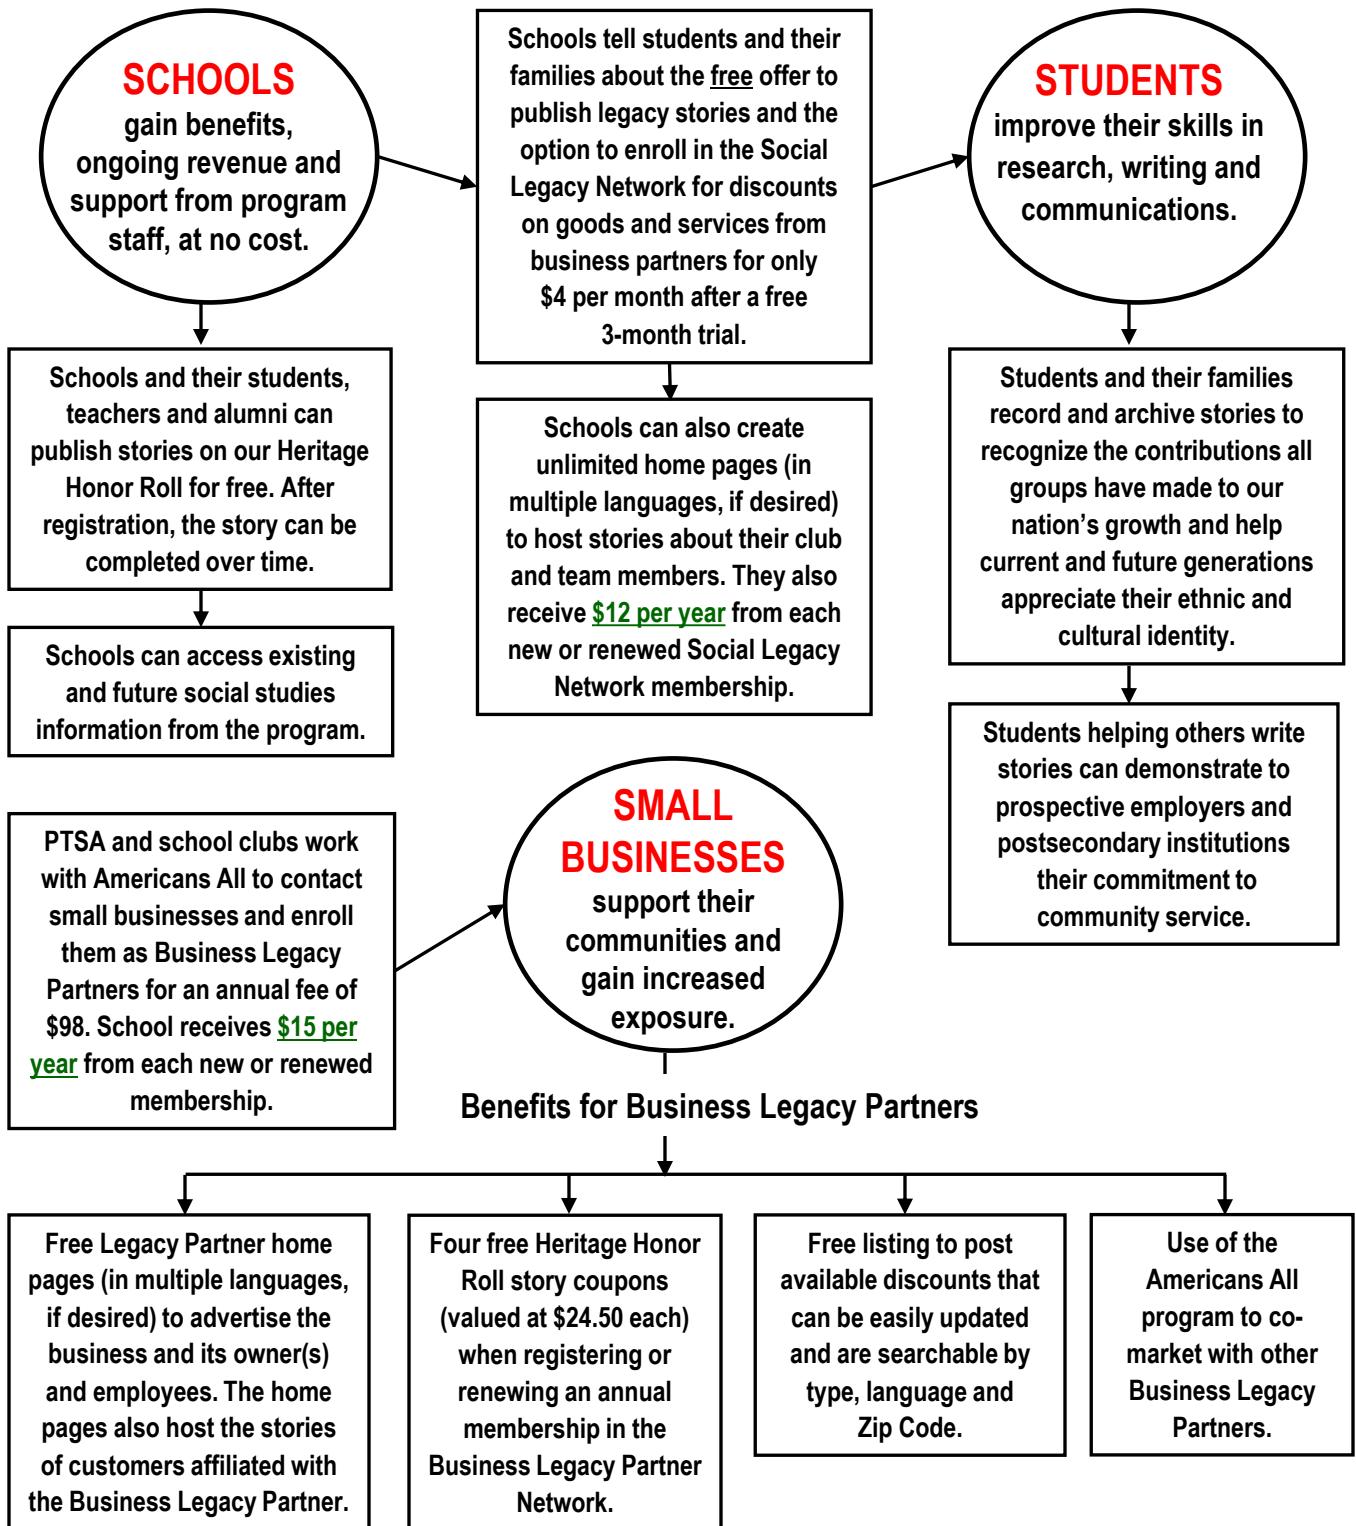 SCHOOLS
gain benefits,
ongoing revenue and
support from program
staff, at no cost.
Schools tell students and their
families about the free offer to
publish legacy stories and the
option to enroll in the Social
Legacy Network for discounts
on goods and services from
business partners for only
$4 per month after a free
3-month trial.
STUDENTS
improve their skills in
research, writing and
communications.
Schools and their students,
teachers and alumni can
publish stories on our Heritage
Honor Roll for free. After
registration, the story can be
completed over time.
Schools can also create
unlimited home pages (in
multiple languages, if desired)
to host stories about their club
and team members. They also
receive $12 per year from each
new or renewed Social Legacy
Network membership.
Students and their families
record and archive stories to
recognize the contributions all
groups have made to our
nation’s growth and help
current and future generations
appreciate their ethnic and
cultural identity.
Schools can access existing
and future social studies
information from the program.
Students helping others write
stories can demonstrate to
prospective employers and
postsecondary institutions
their commitment to
community service.
PTSA and school clubs work
with Americans All to contact
small businesses and enroll
them as Business Legacy
Partners for an annual fee of
$98. School receives $15 per
year from each new or renewed
membership.
SMALL
BUSINESSES
support their
communities and
gain increased
exposure.
Benefits for Business Legacy Partners
Free Legacy Partner home
pages (in multiple languages,
if desired) to advertise the
business and its owner(s)
and employees. The home
pages also host the stories
of customers affiliated with
the Business Legacy Partner.
Four free Heritage Honor
Roll story coupons
(valued at $24.50 each)
when registering or
renewing an annual
membership in the
Business Legacy Partner
Network.
Free listing to post
available discounts that
can be easily updated
and are searchable by
type, language and
Zip Code.
Use of the
Americans All
program to co-
market with other
Business Legacy
Partners.